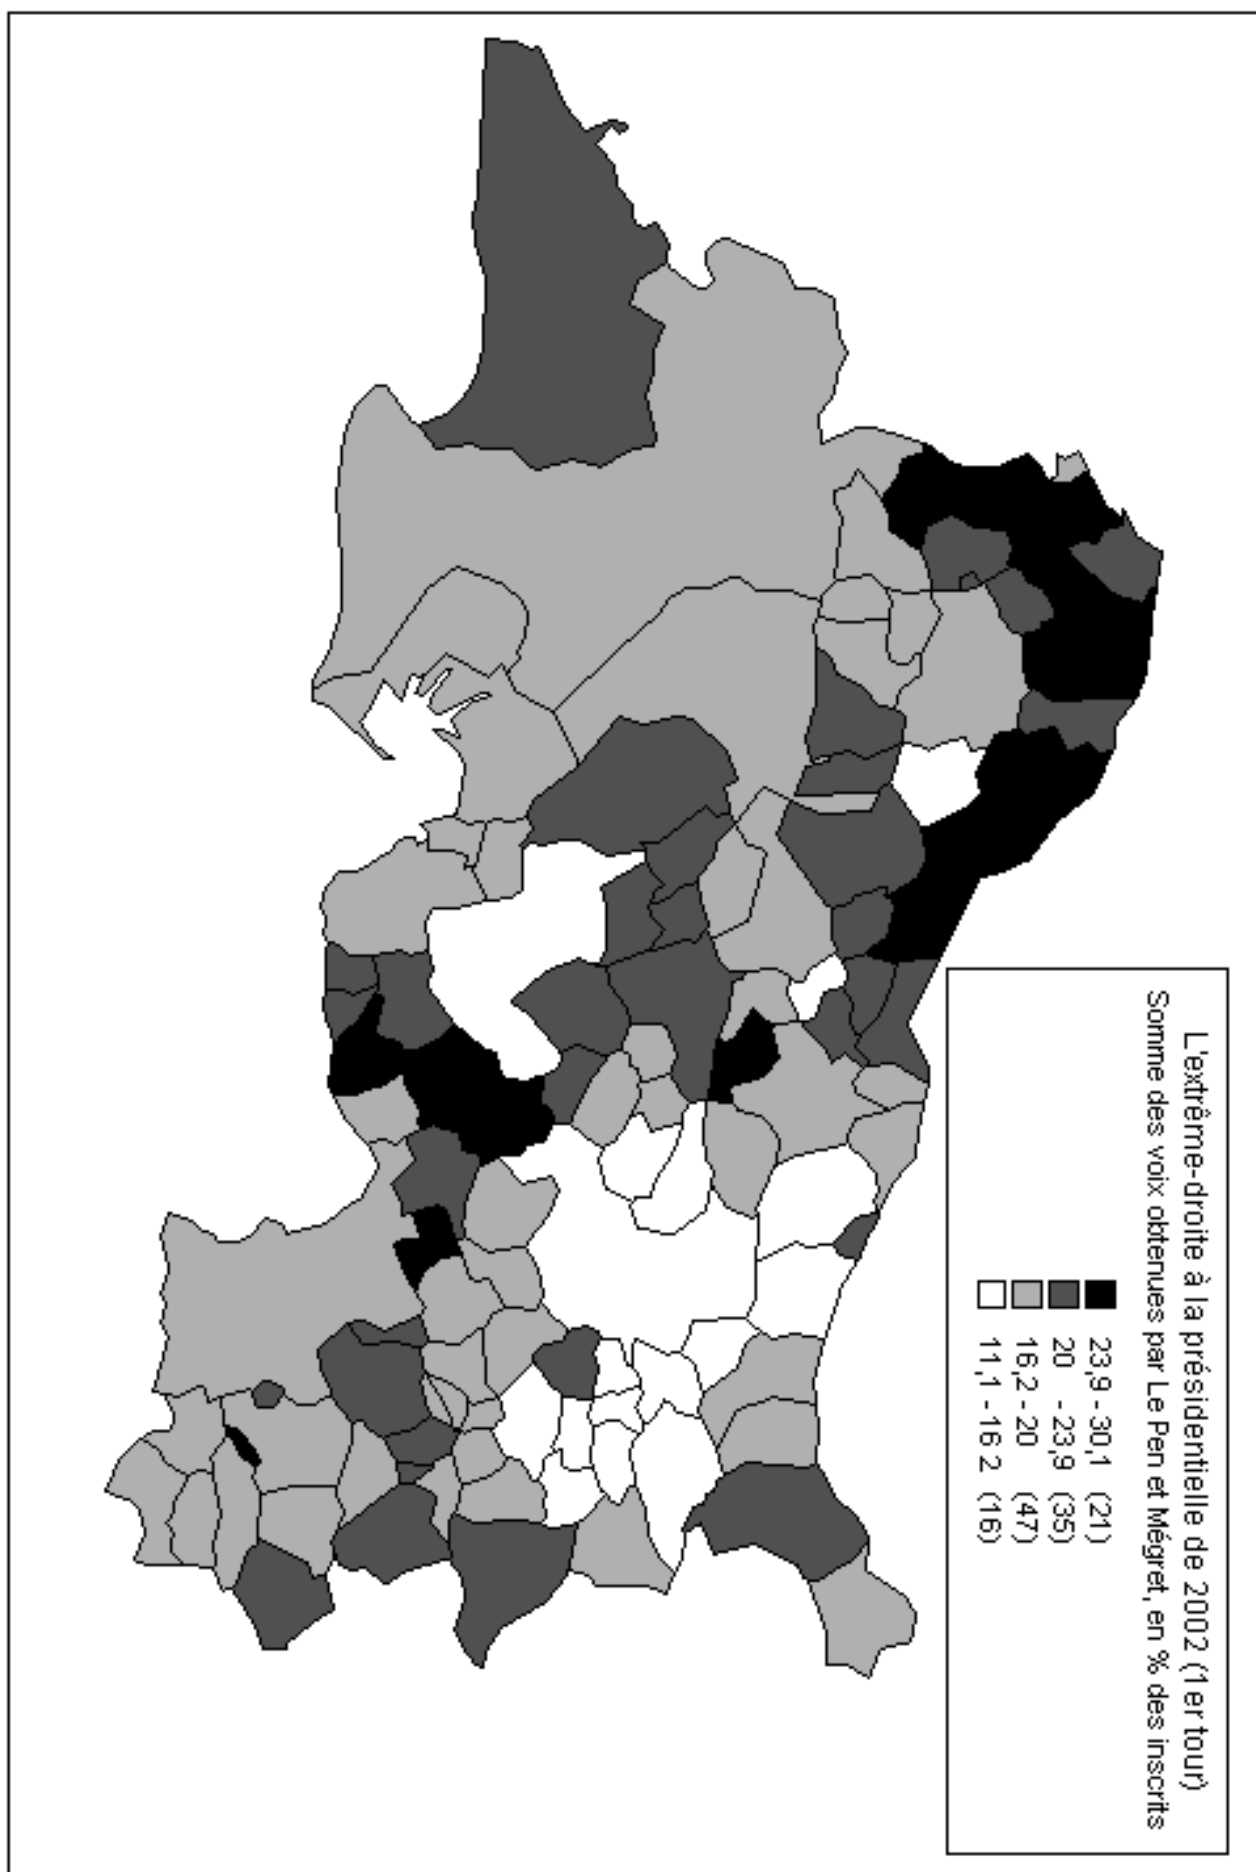 L'extrême-droite à la présidentielle de 2002 (1er tour)
Somme des voix obtenues par Le Pen et Mégret, en % des inscrits
23,9 - 30,1 (21)
20 - 23,9 (35)
16,2 - 20 (47)
11,1 - 16 2 (16)